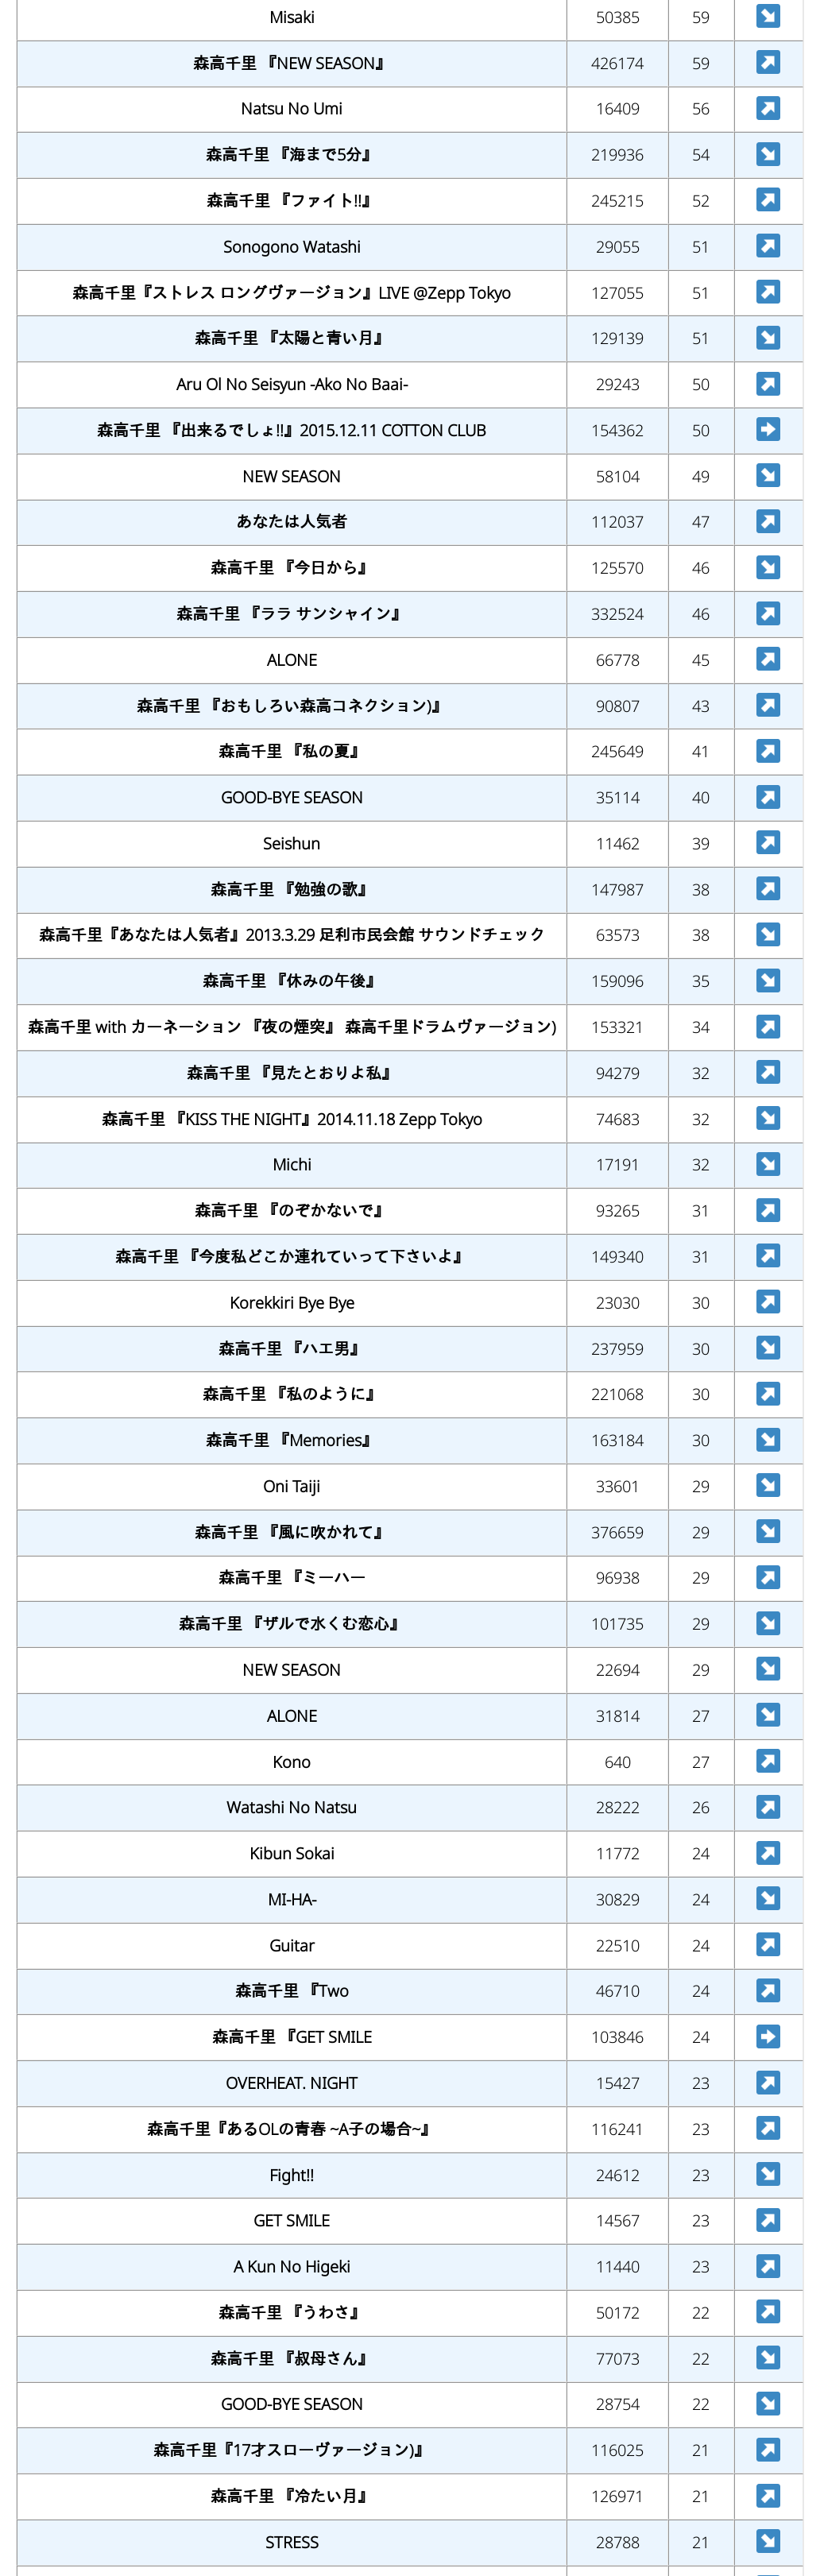 Misaki 50385 59
森高千里 『NEW SEASON』 426174 59
Natsu No Umi 16409 56
森高千里 『海まで5分』 219936 54
森高千里 『ファイト!!』 245215 52
Sonogono Watashi 29055 51
森高千里『ストレス ロングヴァージョン』LIVE @Zepp Tokyo 127055 51
森高千里 『太陽と青い月』 129139 51
Aru Ol No Seisyun -Ako No Baai- 29243 50
森高千里 『出来るでしょ!!』2015.12.11 COTTON CLUB 154362 50
NEW SEASON 58104 49
あなたは人気者 112037 47
森高千里 『今日から』 125570 46
森高千里 『ララ サンシャイン』 332524 46
ALONE 66778 45
森高千里 『おもしろい森高コネクション)』 90807 43
森高千里 『私の夏』 245649 41
GOOD-BYE SEASON 35114 40
Seishun 11462 39
森高千里 『勉強の歌』 147987 38
森高千里『あなたは人気者』2013.3.29 足利市民会館 サウンドチェック 63573 38
森高千里 『休みの午後』 159096 35
森高千里 with カーネーション 『夜の煙突』 森高千里ドラムヴァージョン) 153321 34
森高千里 『見たとおりよ私』 94279 32
森高千里 『KISS THE NIGHT』2014.11.18 Zepp Tokyo 74683 32
Michi 17191 32
森高千里 『のぞかないで』 93265 31
森高千里 『今度私どこか連れていって下さいよ』 149340 31
Korekkiri Bye Bye 23030 30
森高千里 『ハエ男』 237959 30
森高千里 『私のように』 221068 30
森高千里 『Memories』 163184 30
Oni Taiji 33601 29
森高千里 『風に吹かれて』 376659 29
森高千里 『ミーハー 96938 29
森高千里 『ザルで水くむ恋心』 101735 29
NEW SEASON 22694 29
ALONE 31814 27
Kono 640 27
Watashi No Natsu 28222 26
Kibun Sokai 11772 24
MI-HA- 30829 24
Guitar 22510 24
森高千里 『Two 46710 24
森高千里 『GET SMILE 103846 24
OVERHEAT. NIGHT 15427 23
森高千里『あるOLの青春 ~A子の場合~』 116241 23
Fight!! 24612 23
GET SMILE 14567 23
A Kun No Higeki 11440 23
森高千里 『うわさ』 50172 22
森高千里 『叔母さん』 77073 22
GOOD-BYE SEASON 28754 22
森高千里『17才スローヴァージョン)』 116025 21
森高千里 『冷たい月』 126971 21
STRESS 28788 21